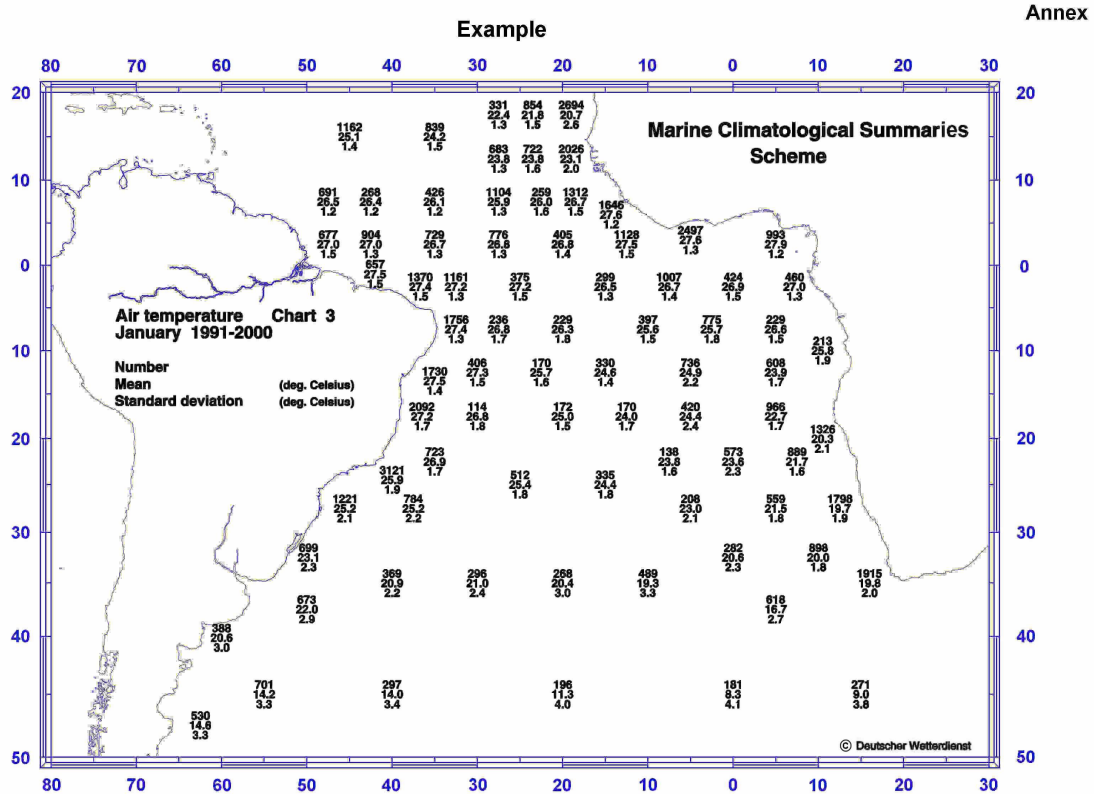 Annex
Example
80 70 60 50 40 30 20 10 0 10 20 30
20 20
331 854 2694
22.4 21.8 20.7
1.3 1.5 2.6
1162 839
25.1 24.2
1.4 1.5
Marine Climatological Summaries
Scheme
683 722 2026
23.8 23.8 23.1
1.3 1.6 2.0
10 10
691 268 426 1104 259 1312
26.5 26.4 26.1 25.9 26.0 26.7
1.2 1.2 1.2 1.3 1.6 1.5
1646
27.6
1.2
677 904 729 776 405 1128 2497 993
27.0 27.0 26.7 26.8 26.8 27.5 27.6 27.9
1.5 1.3 1.3 1.3 1.4 1.5 1.3 1.2
0 0
657
27.5
1.5
1370 1161 375 299 1007 424 460
27.4 27.2 27.2 26.5 26.7 26.9 27.0
1.5 1.3 1.5 1.3 1.4 1.5 1.3
Air temperature Chart 3
January 1991-2000
1756 236 229 397 775 229
27.4 26.8 26.3 25.6 25.7 26.6
1.3 1.7 1.8 1.5 1.8 1.5
213
25.8
1.9
10 10
Number
Mean (deg. Celsius)
Standard deviation (deg. Celsius)
1730
27.5
1.4
406 170 330 736 608
27.3 25.7 24.6 24.9 23.9
1.5 1.6 1.4 2.2 1.7
2092 114 172 170 420 966
27.2 26.8 25.0 24.0 24.4 22.7
1.7 1.8 1.5 1.7 2.4 1.7
1326
20.3
2.1
20 20
723 138 573 889
26.9 23.8 23.6 21.7
1.7 1.6 2.3 1.6
3121
25.9
1.9
512 335
25.4 24.4
1.8 1.8
1221 784 208 559 1798
25.2 25.2 23.0 21.5 19.7
2.1 2.2 2.1 1.8 1.9
30 30
699 282 898
23.1 20.6 20.0
2.3 2.3 1.8
369 296 268 489 1915
20.9 21.0 20.4 19.3 19.8
2.2 2.4 3.0 3.3 2.0
673 618
22.0 16.7
2.9 2.7
388
20.6
3.0
40 40
701 297 196 181 271
14.2 14.0 11.3 8.3 9.0
3.3 3.4 4.0 4.1 3.8
530
14.6
3.3
© Deutscher Wetterdienst
50 50
80 70 60 50 40 30 20 10 0 10 20 30